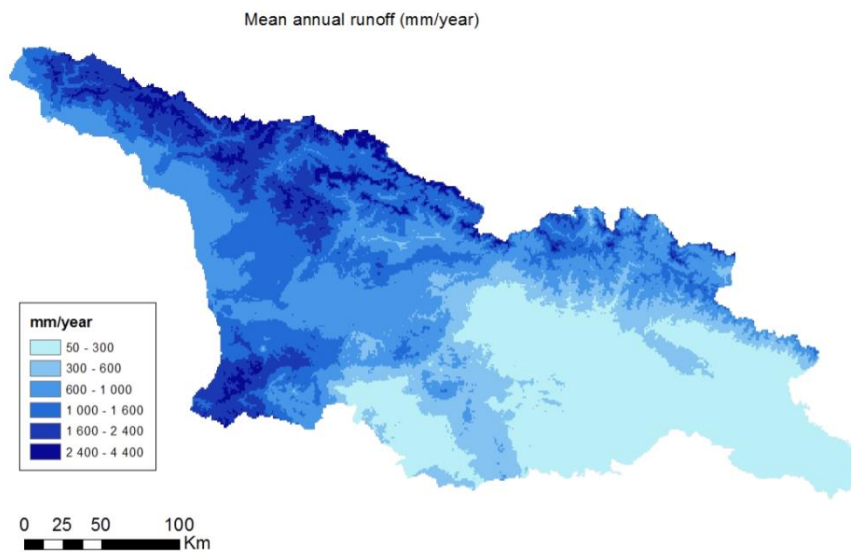 Mean annual runoff (mm/year)
mm/year
50 - 300
300 - 600
600 - 1 000
1 000 - 1 600
1 600 - 2 400
2 400 - 4 400
0 25 50 100
Km